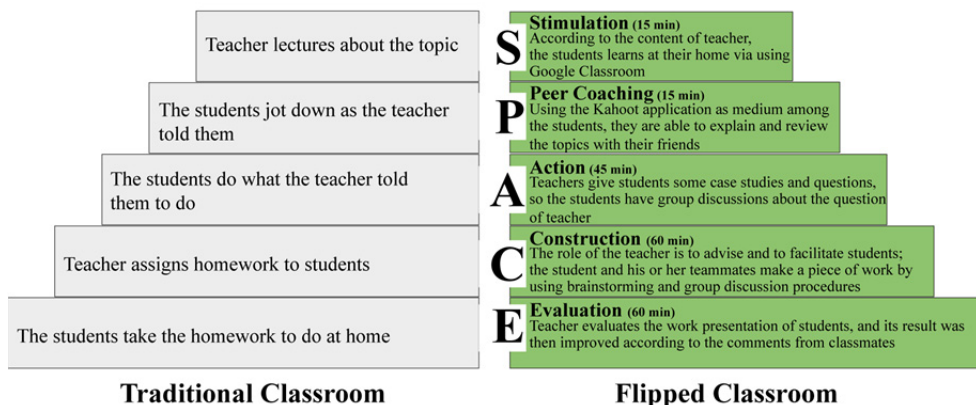 Teacher lectures about the topic
The students jot down as the teacher
told them
The students do what the teacher told
them to do
Teacher assigns homework to students
The students take the homework to do at home
Traditional Classroom
S
Stimulation (15 min)
According to the content of teacher,
the students learns at their home via using
Google Classroom
P
Peer Coaching (15 min)
Using the Kahoot application as medium among
the students, they are able to explain and review
the topics with their friends
A
Action (45 min)
Teachers give students some case studies and questions,
so the students have group discussions about the question
of teacher
C
Construction (60 min)
The role of the teacher is to advise and to facilitate students;
the student and his or her teammates make a piece of work by
using brainstorming and group discussion procedures
E
Evaluation (60 min)
Teacher evaluates the work presentation of students, and its result was
then improved according to the comments from classmates
Flipped Classroom